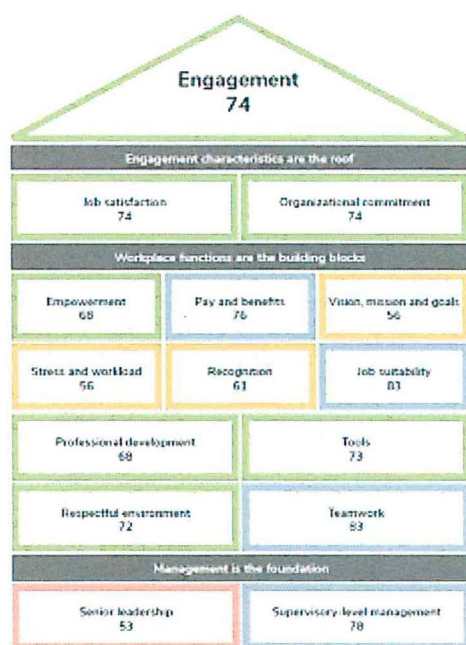 Engagement
74
Engagement characteristics are the roof
Job satisfaction
74
Organizational commitment
74
Workplace functions are the building blocks
Empowerment
68
Pay and benefits
76
Vision, mission and goals
56
Stress and workload
56
Recognition
61
Job suitability
83
Professional development
68
Tools
73
Respectful environment
72
Teamwork
83
Management is the foundation
Senior leadership
53
Supervisory-level management
78